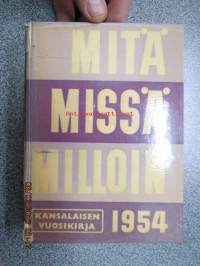 MITÄ
MISSÄ
MILLOIN
KANSALAISEN
VUOSIKIRJA
1954